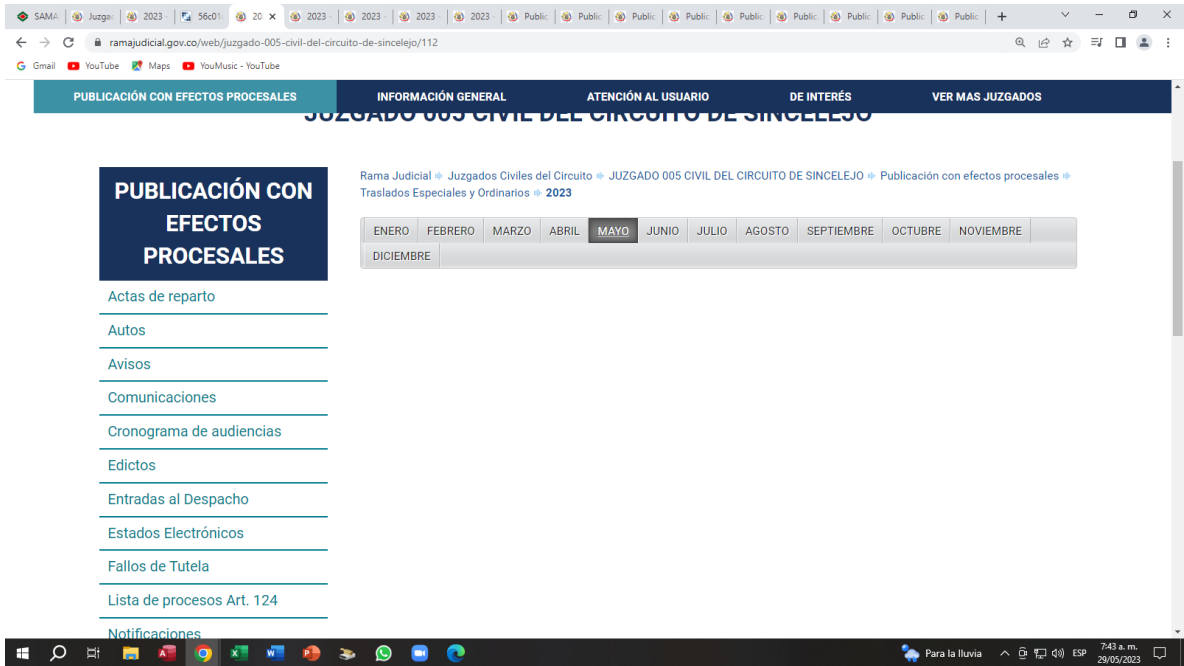 SAMA Juzgac 2023 - 56c01 20 2023 - 2023 - 2023 - 2023 - Public Public Public Public Public Public Public Public Public
ramajudicial.gov.co/web/juzgado-005-civil-del-circuito-de-sincelejo/112
Gmail YouTube Maps YouMusic - YouTube
PUBLICACIÓN CON EFECTOS PROCESALES INFORMACIÓN GENERAL ATENCIÓN AL USUARIO DE INTERÉS VER MAS JUZGADOS
JUZGADO 005 CIVIL DEL CIRCUITO DE SINCELEJO
Rama Judicial Juzgados Civiles del Circuito JUZGADO 005 CIVIL DEL CIRCUITO DE SINCELEJO Publicación con efectos procesales
Traslados Especiales y Ordinarios 2023
ENERO FEBRERO MARZO ABRIL MAYO JUNIO JULIO AGOSTO SEPTIEMBRE OCTUBRE NOVIEMBRE
DICIEMBRE
PUBLICACIÓN CON
EFECTOS
PROCESALES
Actas de reparto
Autos
Avisos
Comunicaciones
Cronograma de audiencias
Edictos
Entradas al Despacho
Estados Electrónicos
Fallos de Tutela
Lista de procesos Art. 124
Notificaciones
Para la lluvia ESP 7:43 a. m.
29/05/2023